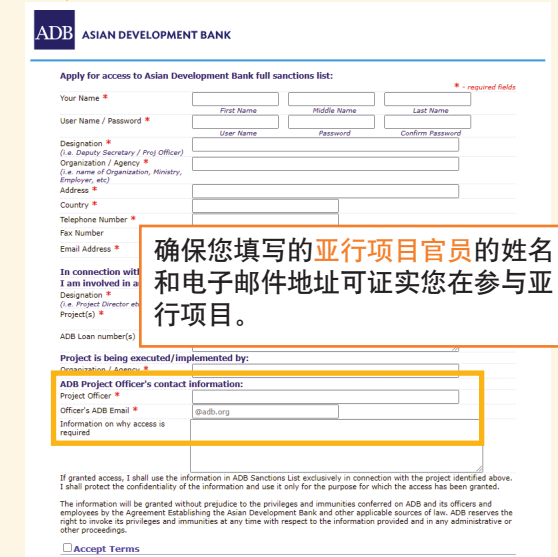 ADB ASIAN DEVELOPMENT BANK
Apply for access to Asian Development Bank full sanctions list:
* - required fields
Your Name *
First Name Middle Name Last Name
User Name / Password *
User Name Password Confirm Password
Designation *
(i.e. Deputy Secretary / Proj Officer)
Organization / Agency *
(i.e. name of Organization, Ministry,
Employer, etc)
Address *
Country *
Telephone Number *
Fax Number
Email Address *
确保您填写的亚行项目官员的姓名
和电子邮件地址可证实您在参与亚
行项目。
In connection with
I am involved in a
Designation *
(i.e. Project Director etc
Project(s) *
ADB Loan number(s)
Project is being executed/implemented by:
Organization / Agency *
ADB Project Officer's contact information:
Project Officer *
Officer's ADB Email * @adb.org
Information on why access is
required
If granted access, I shall use the information in ADB Sanctions List exclusively in connection with the project identified above.
I shall protect the confidentiality of the information and use it only for the purpose for which the access has been granted.
The information will be granted without prejudice to the privileges and immunities conferred on ADB and its officers and
employees by the Agreement Establishing the Asian Development Bank and other applicable sources of law. ADB reserves the
right to invoke its privileges and immunities at any time with respect to the information provided and in any administrative or
other proceedings.
Accept Terms